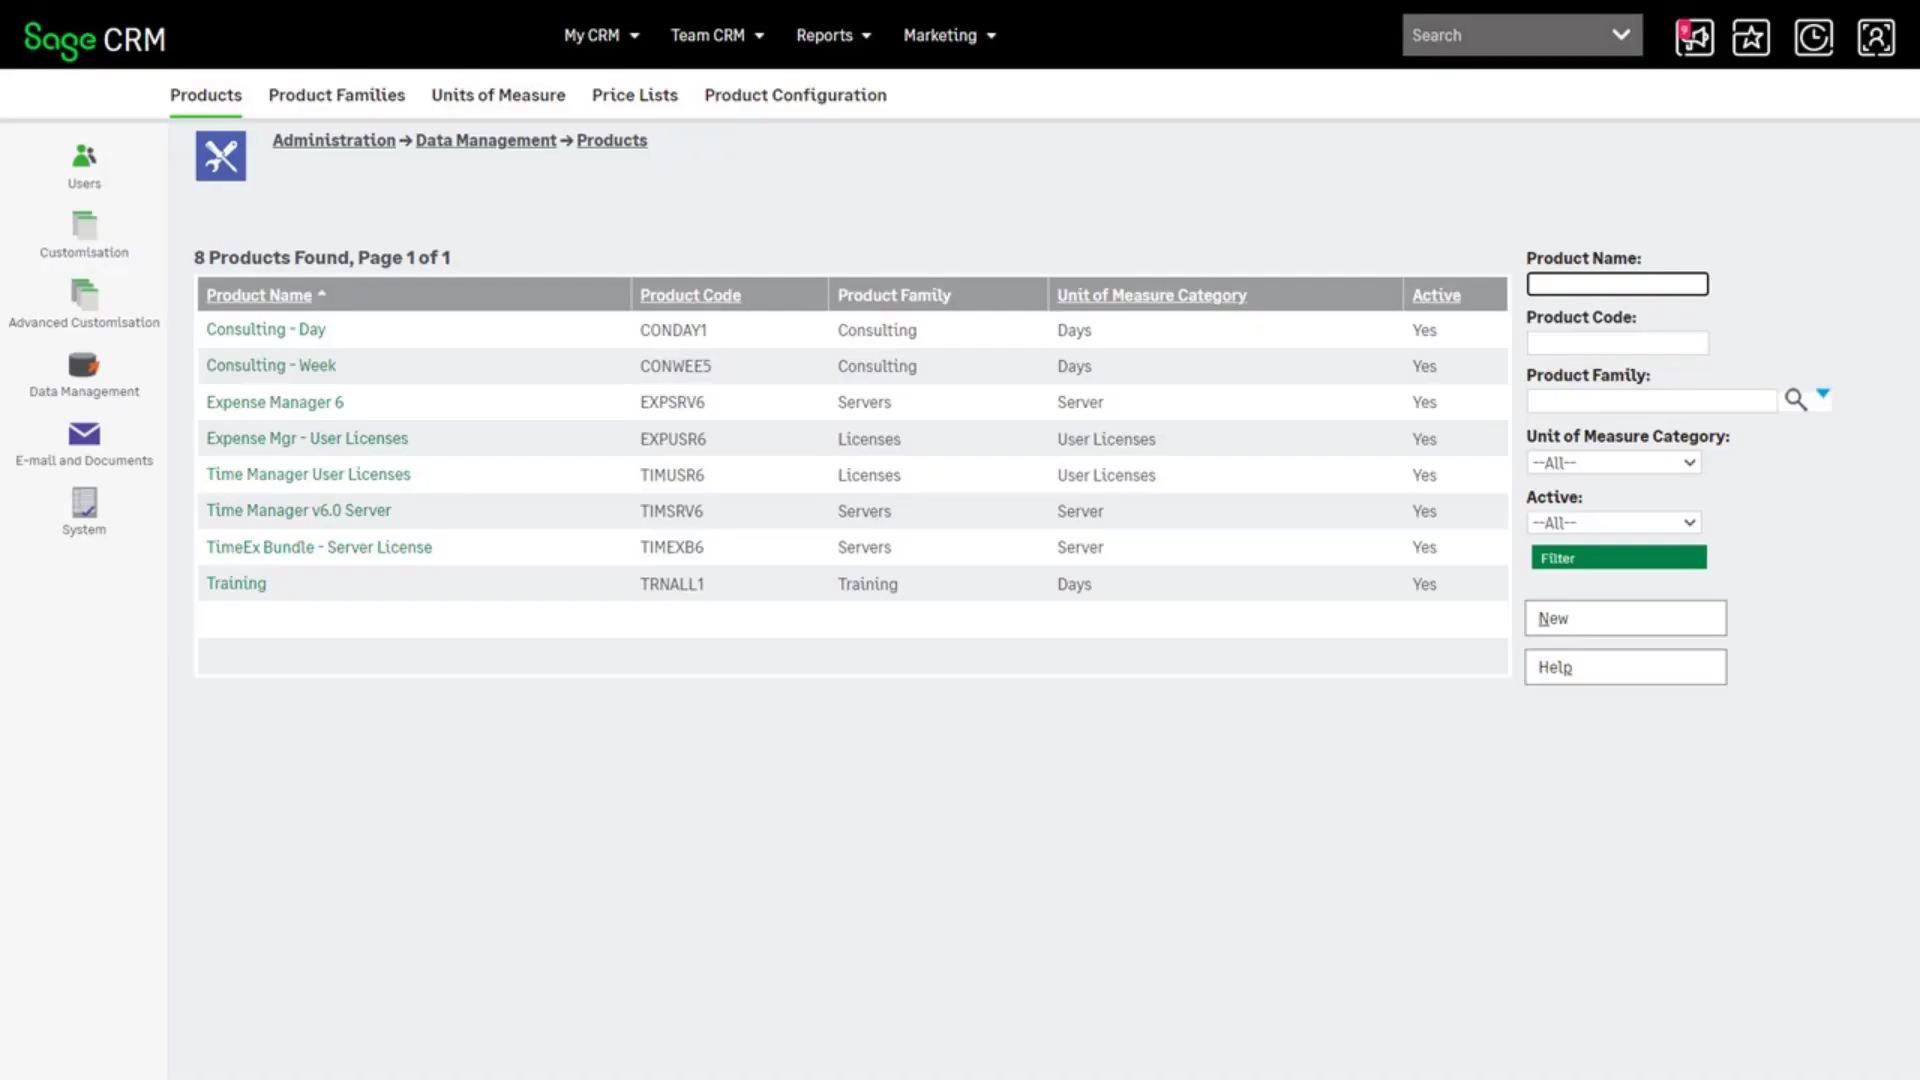 Sage CRM
My CRM Team CRM Reports Marketing
Search
9
Products Product Families Units of Measure Price Lists Product Configuration
Administration → Data Management → Products
Users
Customisation
Advanced Customisation
Data Management
E-mail and Documents
System
8 Products Found, Page 1 of 1
Product Name Product Code Product Family Unit of Measure Category Active
Consulting - Day CONDAY1 Consulting Days Yes
Consulting - Week CONWEE5 Consulting Days Yes
Expense Manager 6 EXPSRV6 Servers Server Yes
Expense Mgr - User Licenses EXPUSR6 Licenses User Licenses Yes
Time Manager User Licenses TIMUSR6 Licenses User Licenses Yes
Time Manager v6.0 Server TIMSRV6 Servers Server Yes
TimeEx Bundle - Server License TIMEXB6 Servers Server Yes
Training TRNALL1 Training Days Yes
Product Name:
Product Code:
Product Family:
Unit of Measure Category:
--All--
Active:
--All--
Filter
New
Help